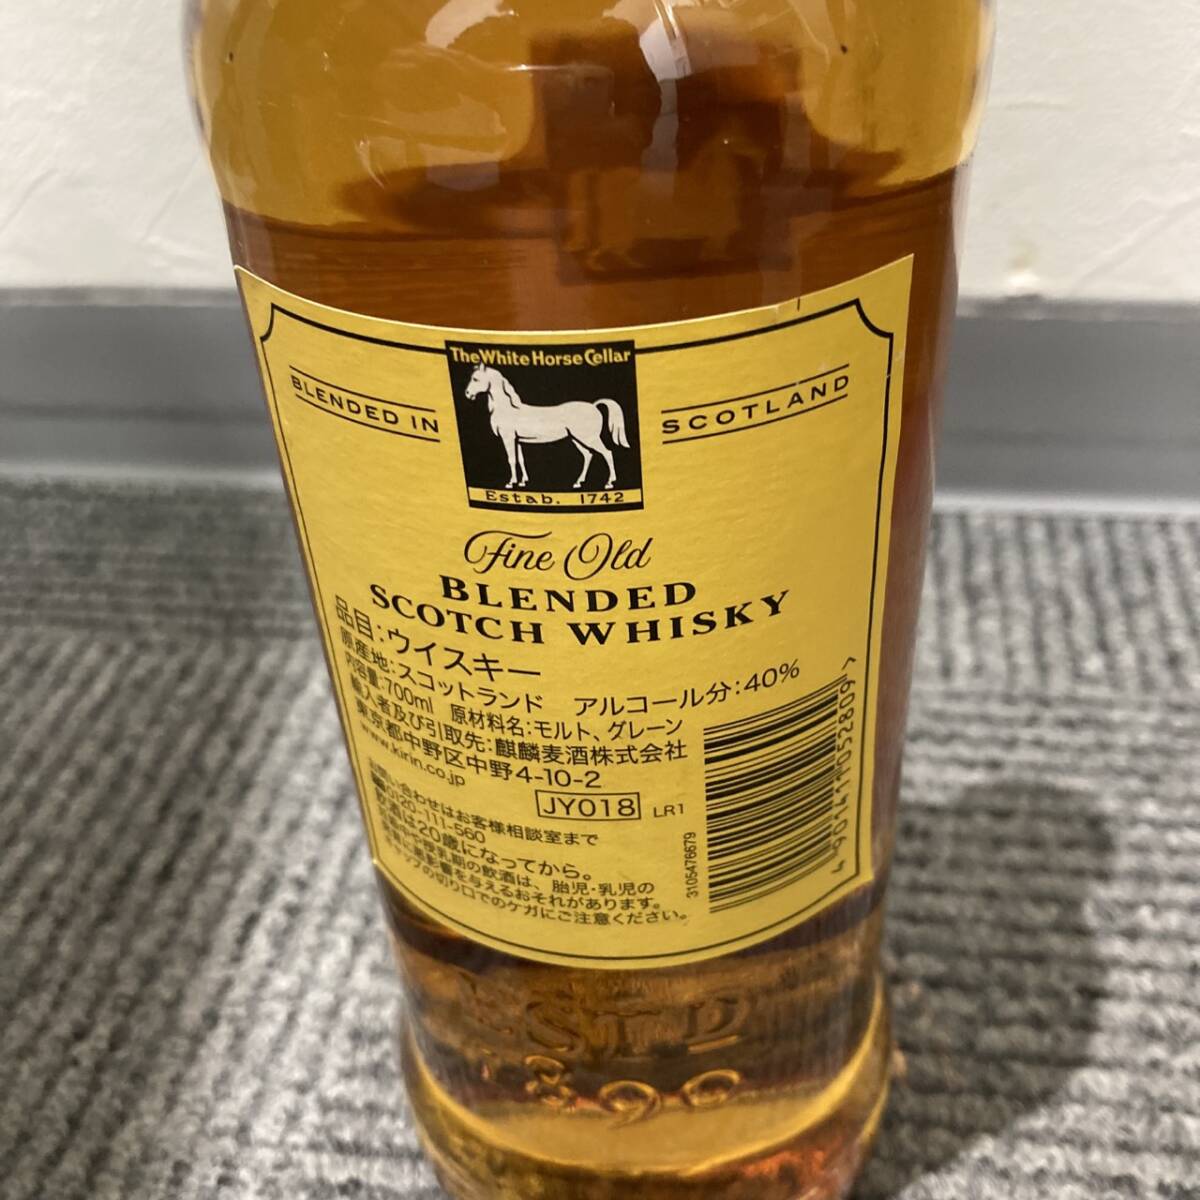 The White Horse Cellar
BLENDED IN
SCOTLAND
Estab. 1742
Fine Old
BLENDED
SCOTCH WHISKY
品目:ウイスキー
原産地:スコットランド アルコール分:40%
内容量:700ml 原材料名:モルト、グレーン
輸入者及び引取先:麒麟麦酒株式会社
東京都中野区中野4-10-2
www.kirin.co.jp
JY018 LR1
お問い合わせはお客様相談室まで
0120-111-560
飲酒は20歳になってから。
妊娠中や授乳期の飲酒は、胎児・乳児の
発育に悪影響を与えるおそれがあります。
キャップの切り口でのケガにご注意ください。
3105476679
4 901411 052809 >
ESTD
1890